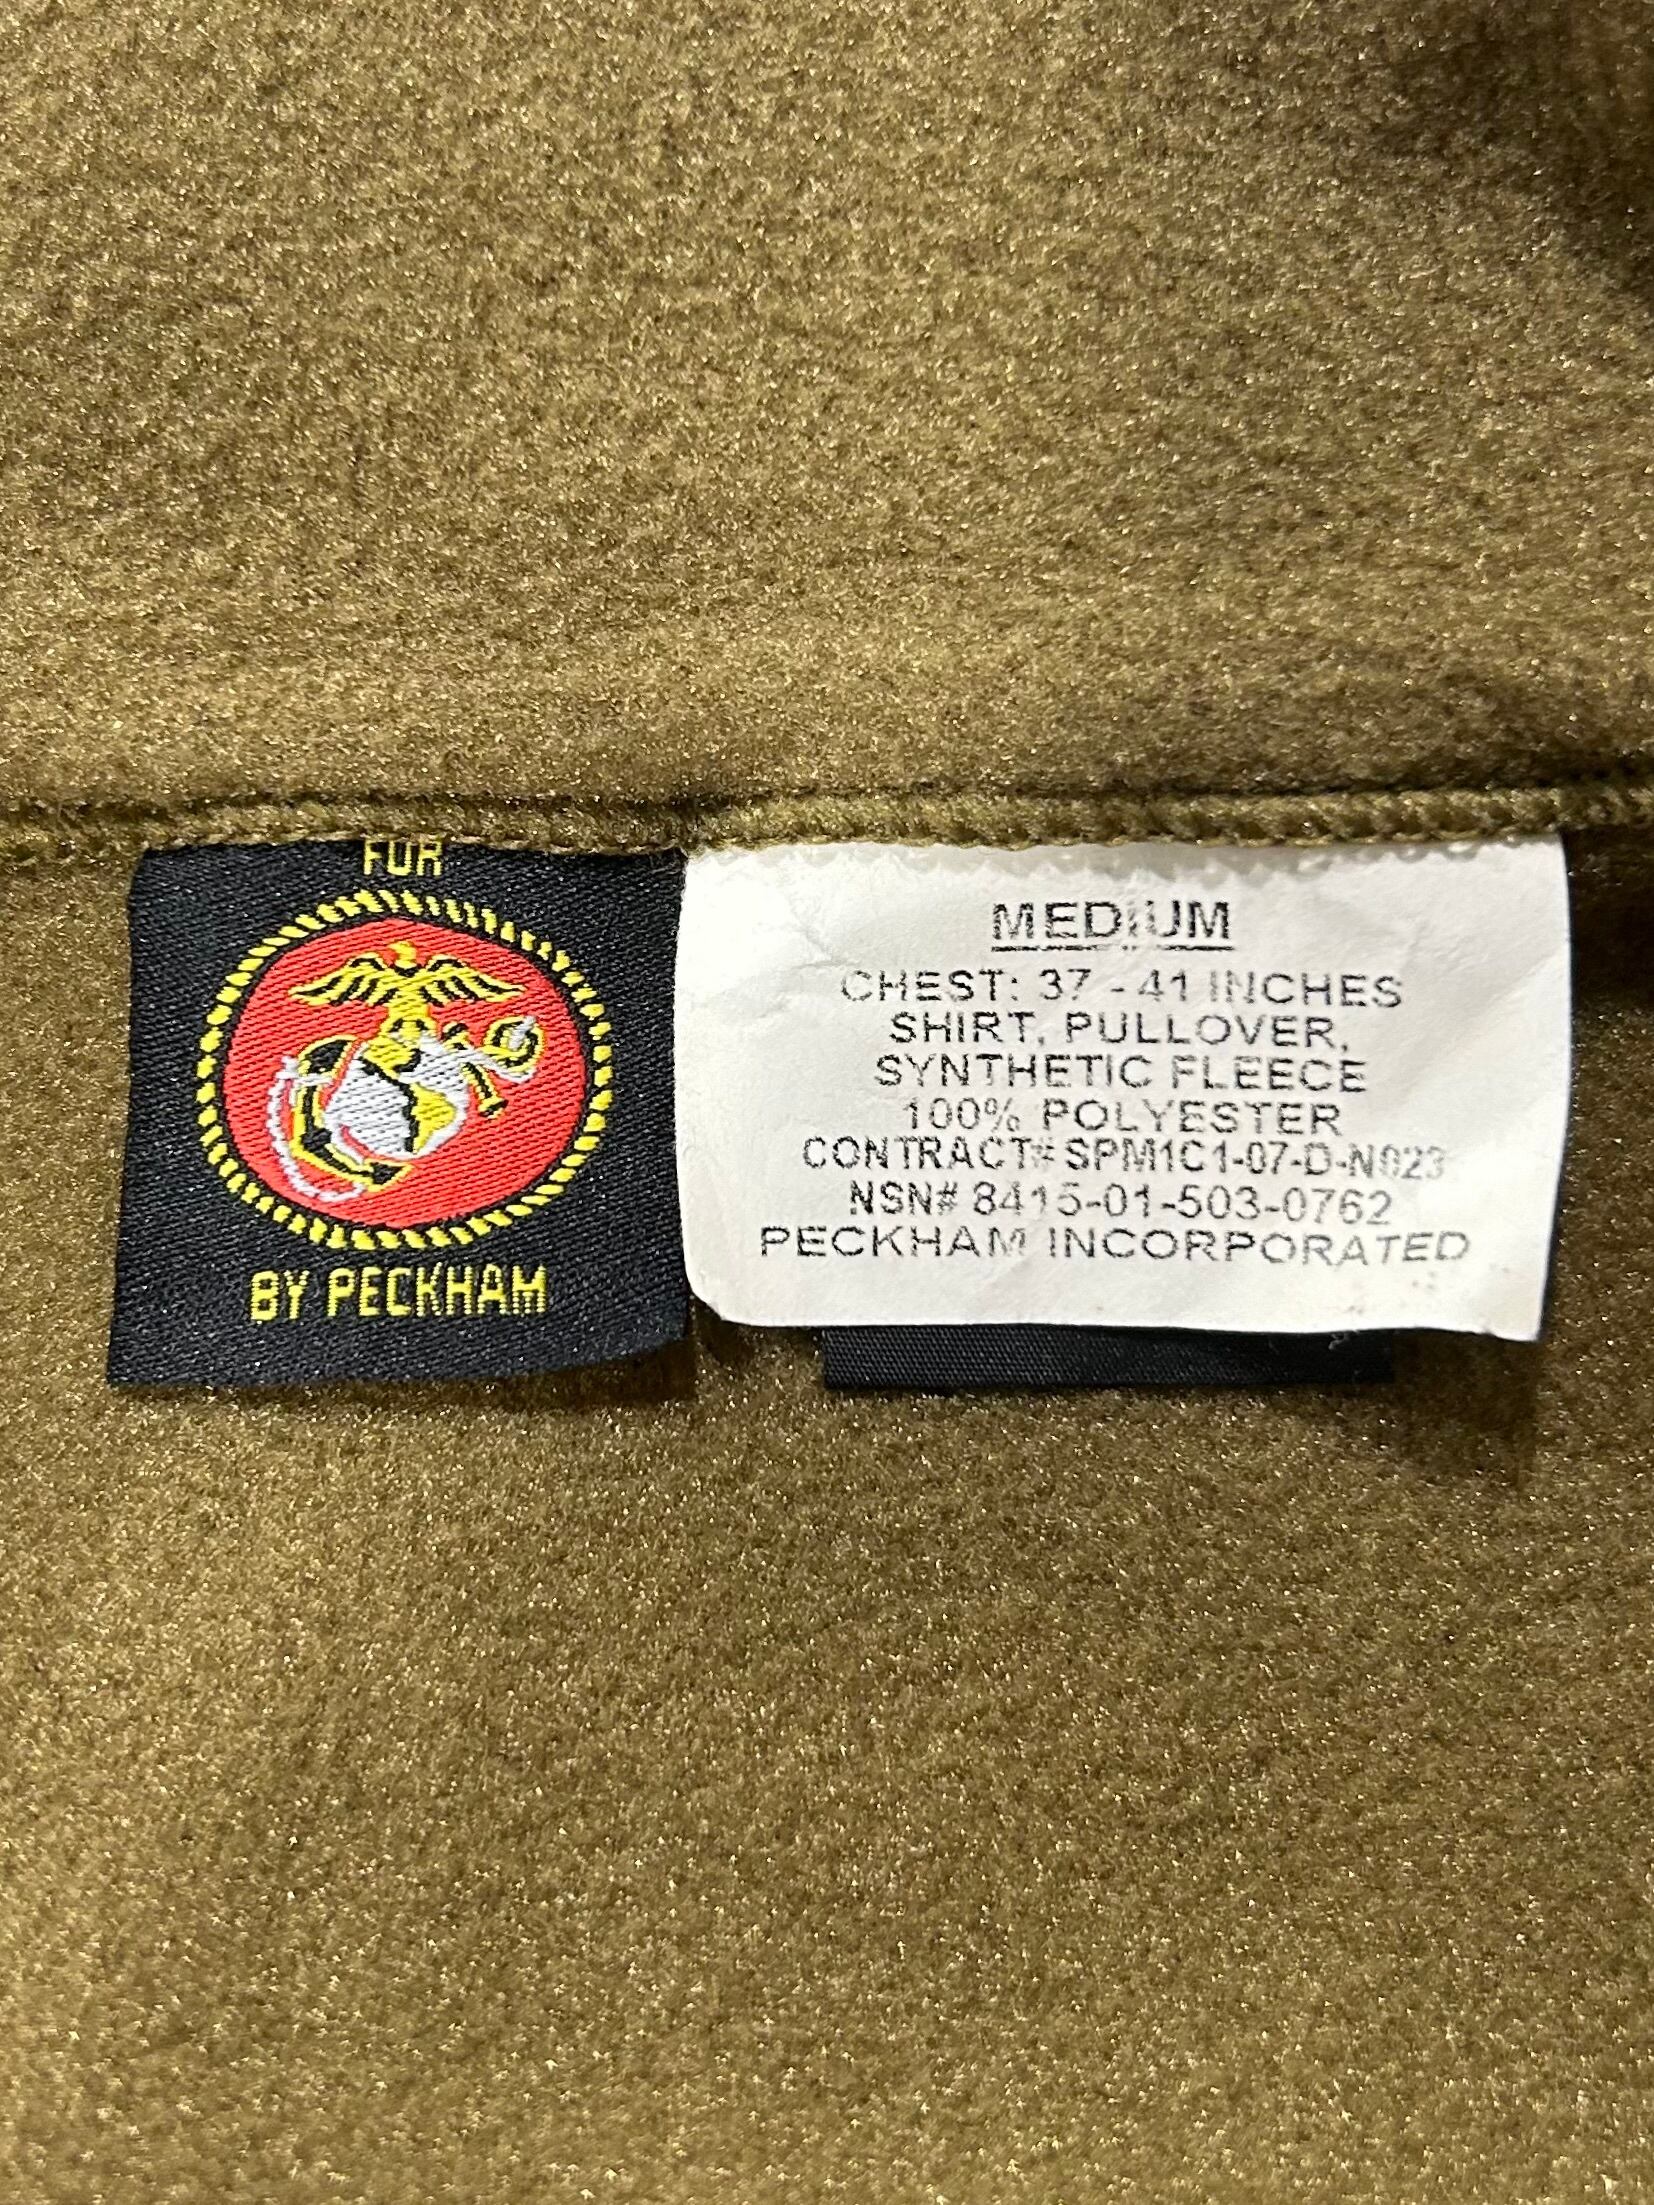 FOR
BY PECKHAM
MEDIUM
CHEST: 37 - 41 INCHES
SHIRT, PULLOVER,
SYNTHETIC FLEECE
100% POLYESTER
CONTRACT# SPM1C1-07-D-N023
NSN# 8415-01-503-0762
PECKHAM INCORPORATED